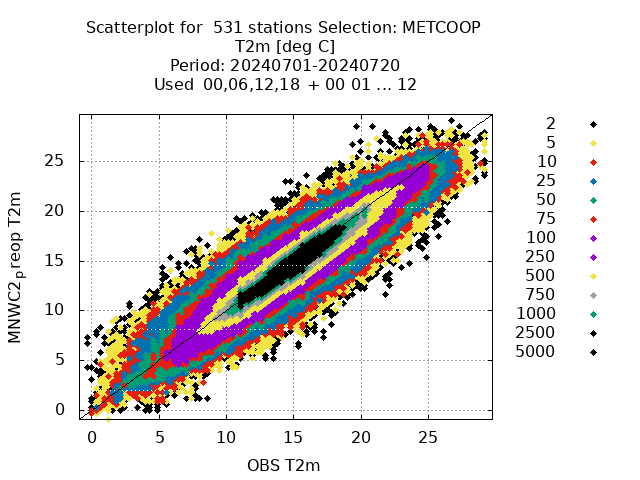 Scatterplot for 531 stations Selection: METCOOP
T2m [deg C]
Period: 20240701-20240720
Used 00,06,12,18 + 00 01 ... 12
MNWC2preop T2m
25
20
15
10
5
0
0 5 10 15 20 25
OBS T2m
2
5
10
25
50
75
100
250
500
750
1000
2500
5000